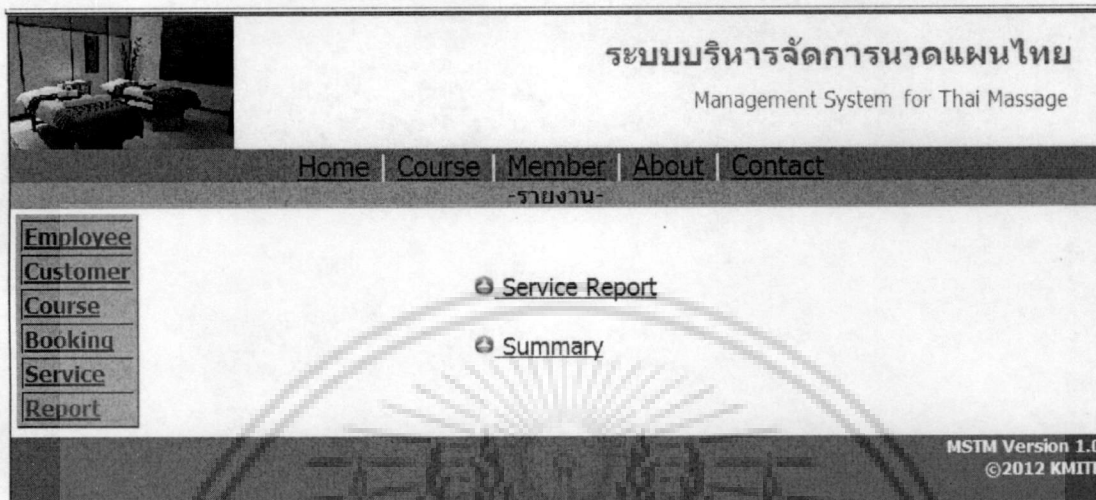 ระบบบริหารจัดการนวดแผนไทย
Management System for Thai Massage
Home | Course | Member | About | Contact
-รายงาน-
Employee
Customer
Course
Booking
Service
Report
Service Report
Summary
MSTM Version 1.0
©2012 KMITL